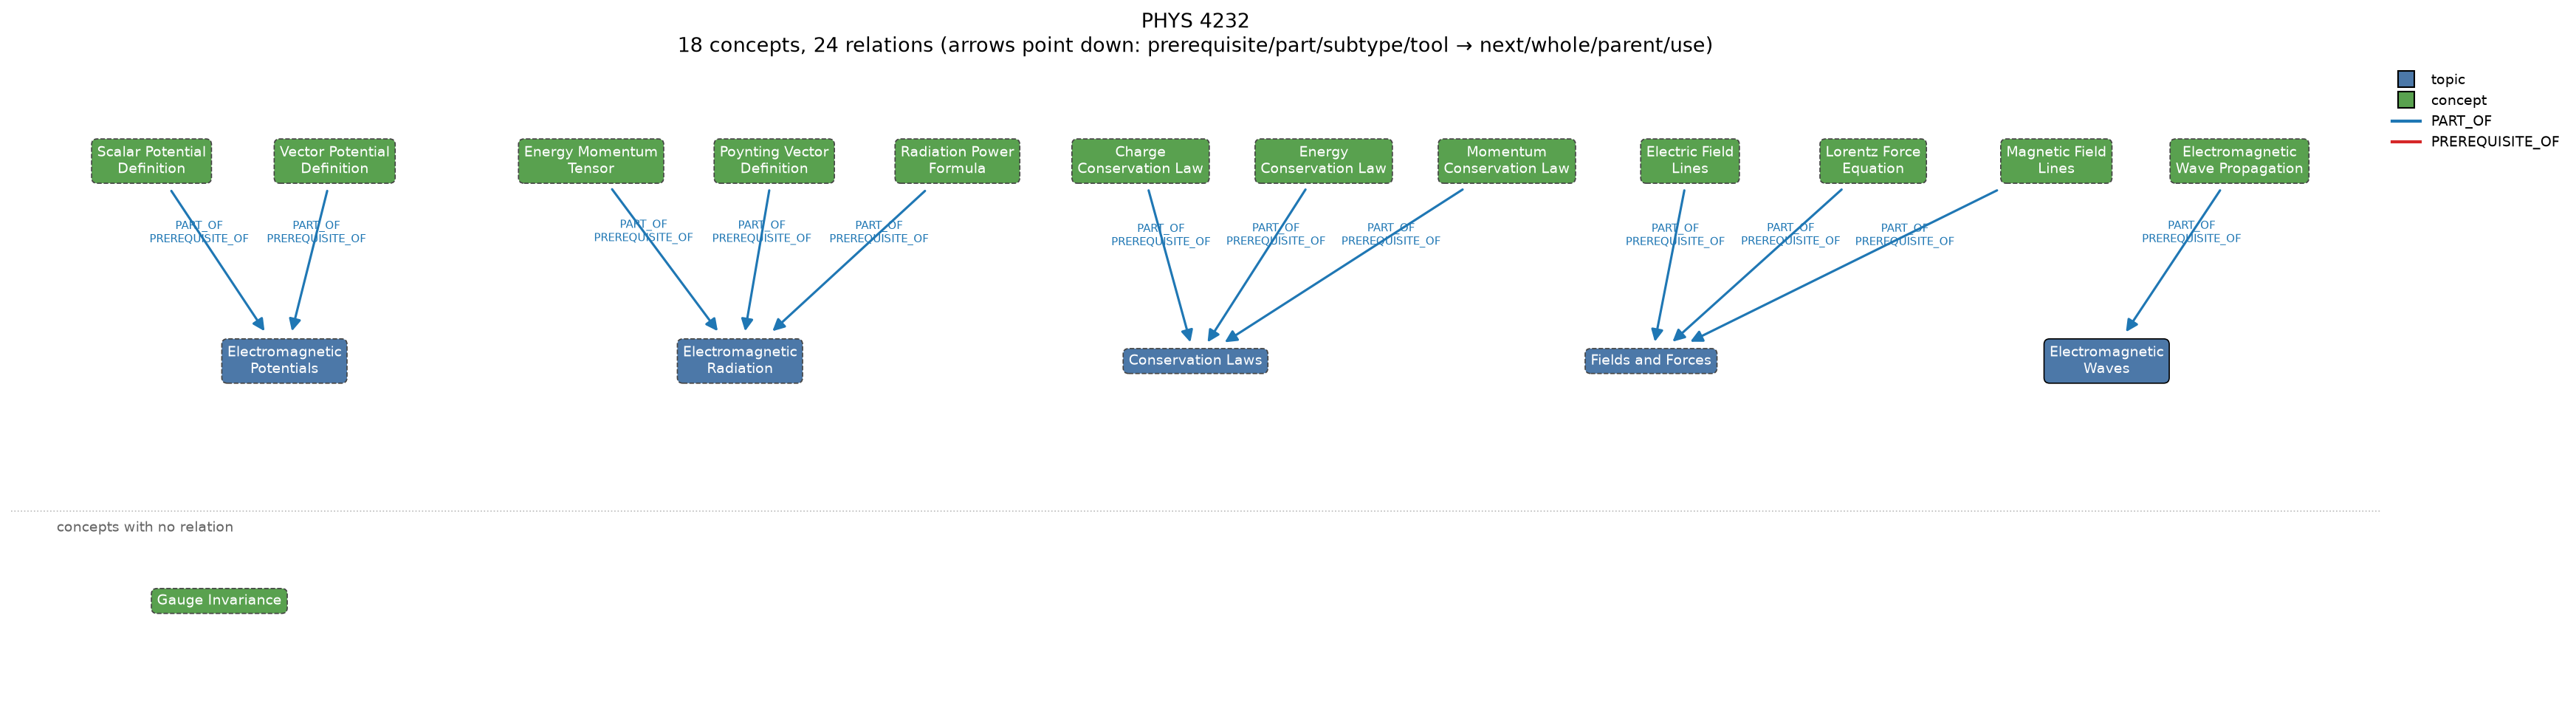 PHYS 4232
18 concepts, 24 relations (arrows point down: prerequisite/part/subtype/tool → next/whole/parent/use)
topic
concept
PART_OF
PREREQUISITE_OF
Scalar Potential
Definition
Vector Potential
Definition
Energy Momentum
Tensor
Poynting Vector
Definition
Radiation Power
Formula
Charge
Conservation Law
Energy
Conservation Law
Momentum
Conservation Law
Electric Field
Lines
Lorentz Force
Equation
Magnetic Field
Lines
Electromagnetic
Wave Propagation
PART_OF
PREREQUISITE_OF
PART_OF
PREREQUISITE_OF
PART_OF
PREREQUISITE_OF
PART_OF
PREREQUISITE_OF
PART_OF
PREREQUISITE_OF
PART_OF
PREREQUISITE_OF
PART_OF
PREREQUISITE_OF
PART_OF
PREREQUISITE_OF
PART_OF
PREREQUISITE_OF
PART_OF
PREREQUISITE_OF
PART_OF
PREREQUISITE_OF
PART_OF
PREREQUISITE_OF
Electromagnetic
Potentials
Electromagnetic
Radiation
Conservation Laws
Fields and Forces
Electromagnetic
Waves
concepts with no relation
Gauge Invariance